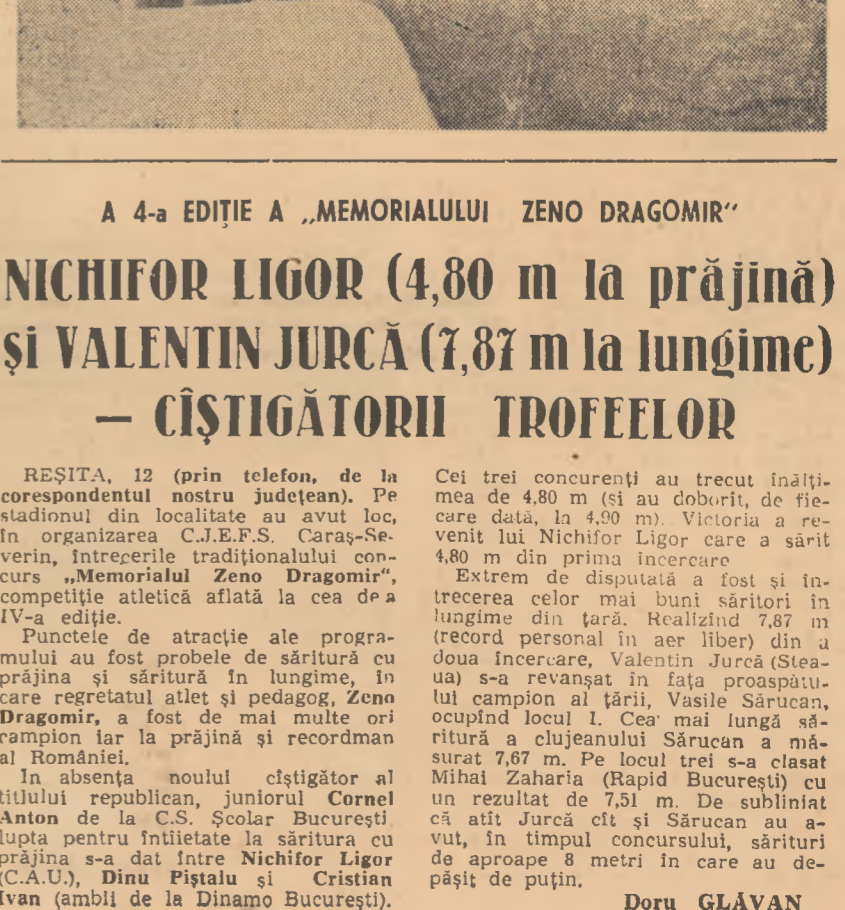 A 4-a EDIȚIE A „MEMORIALULUI ZENO DRAGOMIR”
NICHIFOR LIGOR (4,80 m la prăjină)
și VALENTIN JURCĂ (7,87 m la lungime)
— CÎȘTIGĂTORII TROFEELOR
REȘIȚA, 12 (prin telefon, de la
corespondentul nostru județean). Pe
stadionul din localitate au avut loc,
în organizarea C.J.E.F.S. Caraș-Se-
verin, întrecerile tradiționalului con-
curs „Memorialul Zeno Dragomir“,
competiție atletică aflată la cea de a
IV-a ediție.
Punctele de atracție ale progra-
mului au fost probele de săritură cu
prăjina și săritură în lungime, în
care regretatul atlet și pedagog, Zeno
Dragomir, a fost de mai multe ori
campion iar la prăjină și recordman
al României.
In absența noului cîștigător al
titlului republican, juniorul Cornel
Anton de la C.S. Școlar București
lupta pentru întîietate la săritura cu
prăjina s-a dat între Nichifor Ligor
(C.A.U.), Dinu Piștalu și Cristian
Ivan (ambii de la Dinamo București).
Cei trei concurenți au trecut înălți-
mea de 4,80 m (și au doborît, de fie-
care dată, la 4,90 m). Victoria a re-
venit lui Nichifor Ligor care a sărit
4,80 m din prima încercare
Extrem de disputată a fost și în-
trecerea celor mai buni săritori în
lungime din țară. Realizînd 7,87 m
(record personal în aer liber) din a
doua încercare, Valentin Jurcă (Stea-
ua) s-a revanșat în fața proaspătu-
lui campion al țării, Vasile Sărucan,
ocupînd locul I. Cea mai lungă să-
ritură a clujeanului Sărucan a mă-
surat 7,67 m. Pe locul trei s-a clasat
Mihai Zaharia (Rapid București) cu
un rezultat de 7,51 m. De subliniat
că atît Jurcă cît și Sărucan au a-
vut, în timpul concursului, sărituri
de aproape 8 metri în care au de-
pășit de puțin.
Doru GLĂVAN